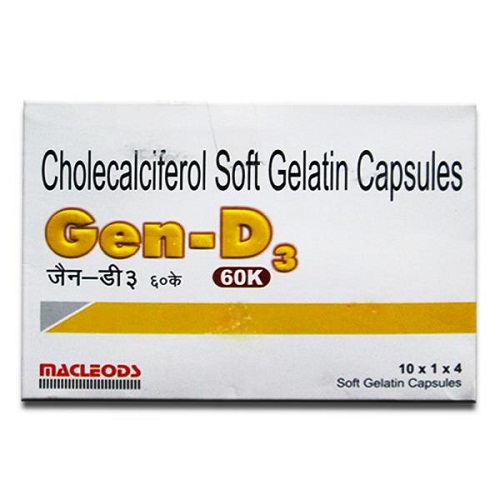 Cholecalciferol Soft Gelatin Capsules
Gen-D3
जैन-डी ३ ६०के 60K
MACLEODS
10 x 1 x 4
Soft Gelatin Capsules